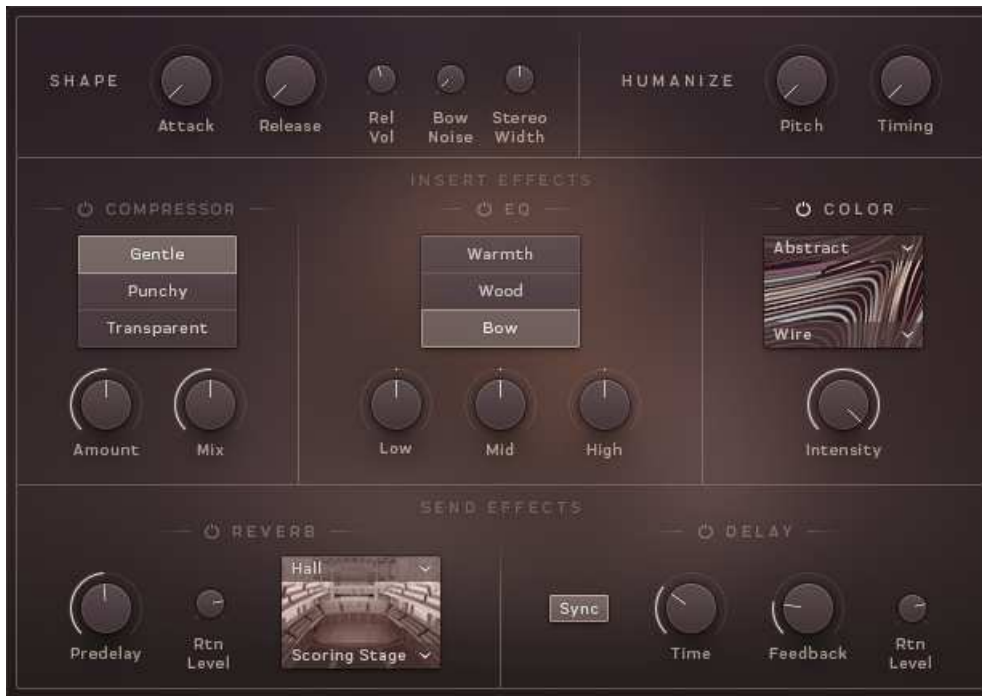 SHAPE
Attack
Release
Rel
Vol
Bow
Noise
Stereo
Width
HUMANIZE
Pitch
Timing
INSERT EFFECTS
COMPRESSOR
Gentle
Punchy
Transparent
Amount
Mix
EQ
Warmth
Wood
Bow
Low
Mid
High
COLOR
Abstract
Wire
Intensity
SEND EFFECTS
REVERB
Predelay
Rtn
Level
Hall
Scoring Stage
DELAY
Sync
Time
Feedback
Rtn
Level